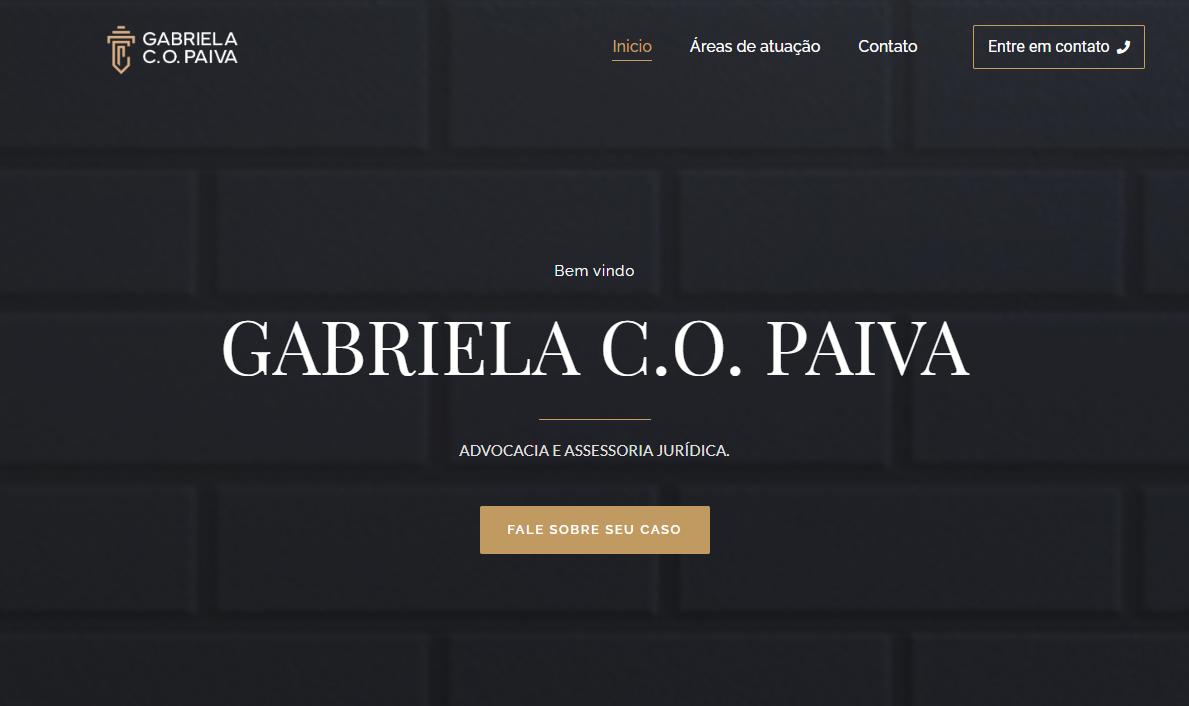 GABRIELA
C.O. PAIVA
Inicio
Áreas de atuação
Contato
Entre em contato
Bem vindo
GABRIELA C.O. PAIVA
ADVOCACIA E ASSESSORIA JURÍDICA.
FALE SOBRE SEU CASO